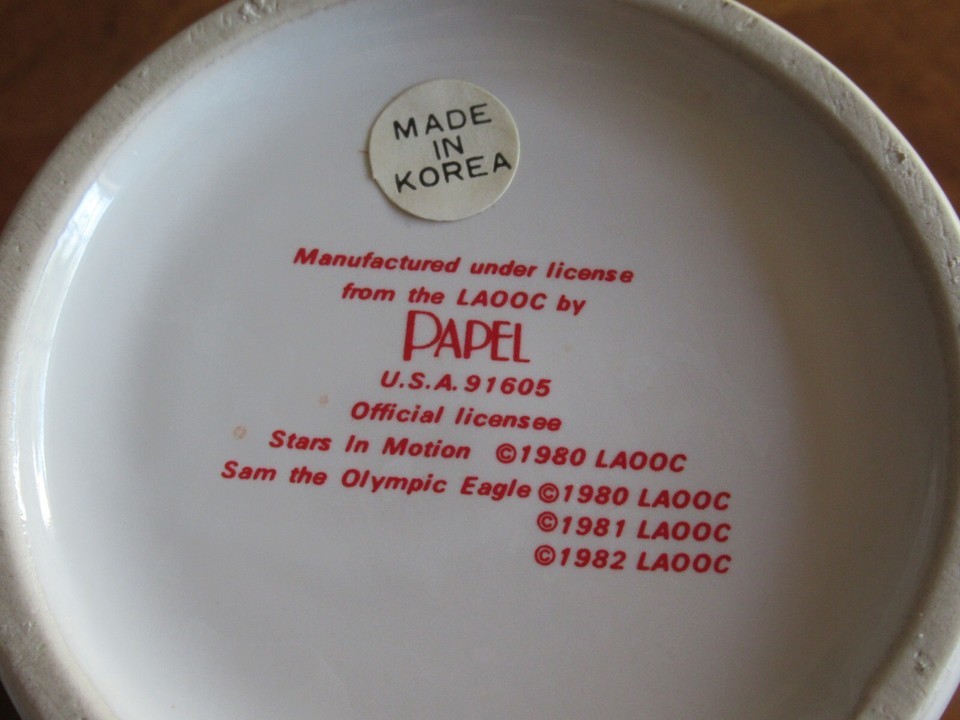 MADE
IN
KOREA
Manufactured under license
from the LAOOC by
PAPEL
U.S.A. 91605
Official licensee
Stars In Motion ©1980 LAOOC
Sam the Olympic Eagle ©1980 LAOOC
©1981 LAOOC
©1982 LAOOC